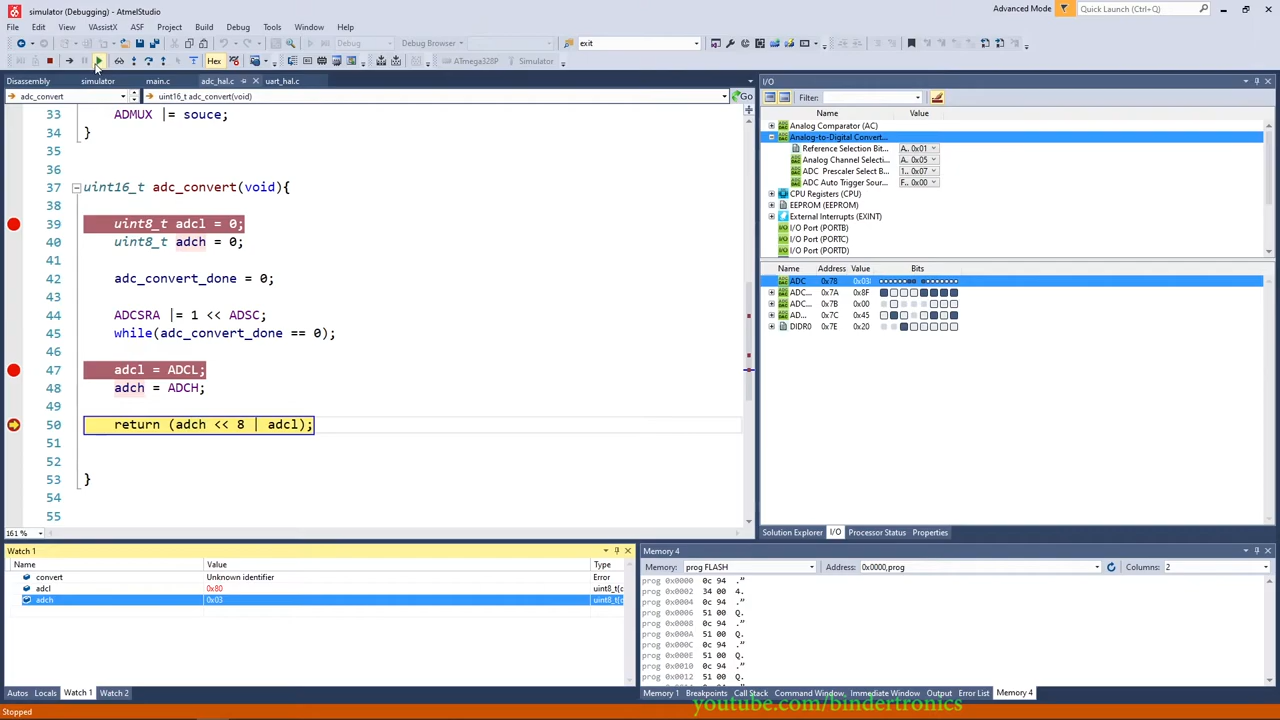 simulator (Debugging) - AtmelStudio
Advanced Mode
Quick Launch (Ctrl+Q)
File Edit View VAssistX ASF Project Build Debug Tools Window Help
Debug
Debug Browser
exit
Hex
ATmega328P
Simulator
Disassembly simulator main.c adc_hal.c uart_hal.c
adc_convert
uint16_t adc_convert(void)
Go
33 ADMUX |= souce;
34 }
35
36
37 uint16_t adc_convert(void){
38
39 uint8_t adcl = 0;
40 uint8_t adch = 0;
41
42 adc_convert_done = 0;
43
44 ADCSRA |= 1 << ADSC;
45 while(adc_convert_done == 0);
46
47 adcl = ADCL;
48 adch = ADCH;
49
50 return (adch << 8 | adcl);
51
52
53 }
54
55
161 %
I/O
Filter:
Name Value
Analog Comparator (AC)
Analog-to-Digital Convert...
Reference Selection Bit... A.. 0x01
Analog Channel Selecti... A.. 0x05
ADC Prescaler Select B... 1.. 0x07
ADC Auto Trigger Sour... F.. 0x00
CPU Registers (CPU)
EEPROM (EEPROM)
External Interrupts (EXINT)
I/O Port (PORTB)
I/O Port (PORTC)
I/O Port (PORTD)
Name Address Value Bits
ADC 0x78
ADC... 0x7A 0x8F
ADC... 0x7B 0x00
AD... 0x7C 0x45
DIDR0 0x7E 0x20
Solution Explorer I/O Processor Status Properties
Watch 1
Name Value Type
convert Unknown identifier Error
adcl 0x80 uint8_t(
adch 0x03 uint8_t(
Autos Locals Watch 1 Watch 2
Memory 4
Memory: prog FLASH Address: 0x0000,prog Columns: 2
prog 0x0000 0c 94 .”
prog 0x0002 34 00 4.
prog 0x0004 0c 94 .”
prog 0x0006 51 00 Q.
prog 0x0008 0c 94 .”
prog 0x000A 51 00 Q.
prog 0x000C 0c 94 .”
prog 0x000E 51 00 Q.
prog 0x0010 0c 94 .”
prog 0x0012 51 00 Q.
Memory 1 Breakpoints Call Stack Command Window Immediate Window Output Error List Memory 4
youtube.com/bindertronics
Stopped